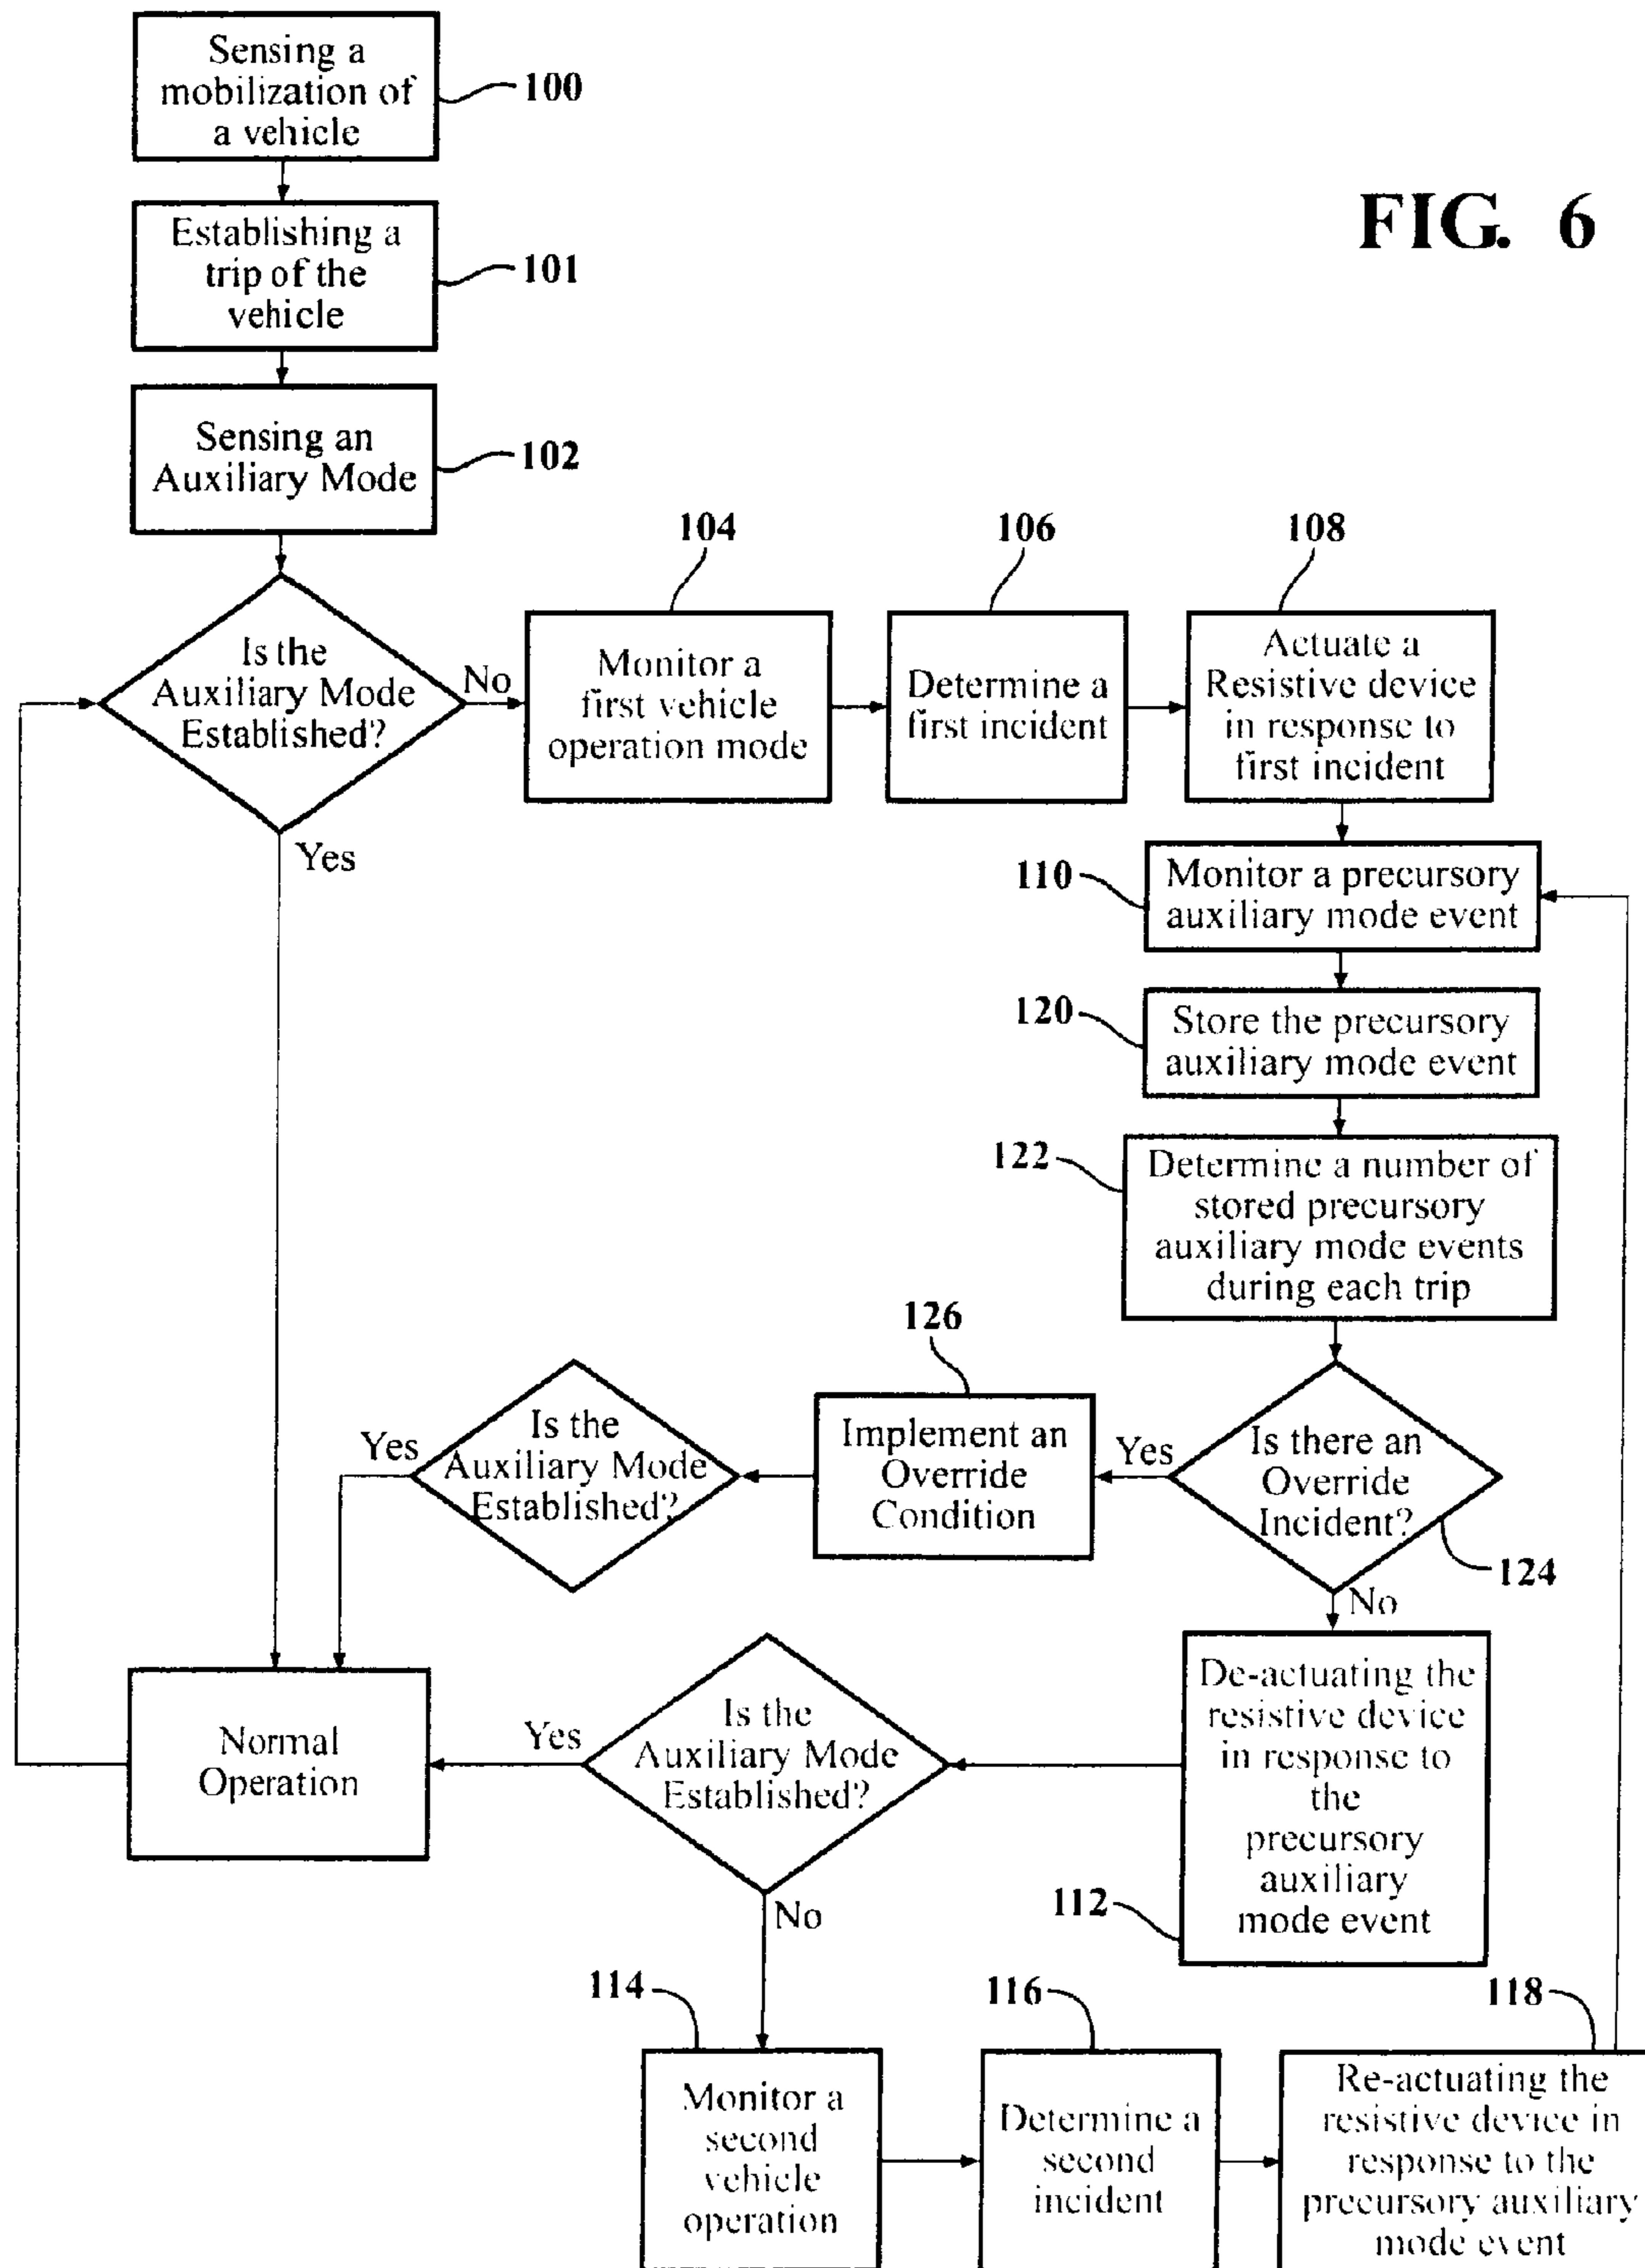 Sensing a
mobilization of
a vehicle
100
FIG. 6
Establishing a
trip of the
vehicle
101
Sensing an
Auxiliary Mode
102
104
106
108
Is the
Auxiliary Mode
Established?
No
Yes
Monitor a
first vehicle
operation mode
Determine a
first incident
Actuate a
Resistive device
in response to
first incident
110
Monitor a precursory
auxiliary mode event
120
Store the precursory
auxiliary mode event
122
Determine a number of
stored precursory
auxiliary mode events
during each trip
126
Is there an
Override
Incident?
124
Yes
No
Implement an
Override
Condition
Is the
Auxiliary Mode
Established?
Yes
De-actuating the
resistive device
in response to
the
precursory
auxiliary
mode event
112
Is the
Auxiliary Mode
Established?
Yes
No
Normal
Operation
114
116
118
Monitor a
second
vehicle
operation
Determine a
second
incident
Re-actuating the
resistive device in
response to the
precursory auxiliary
mode event